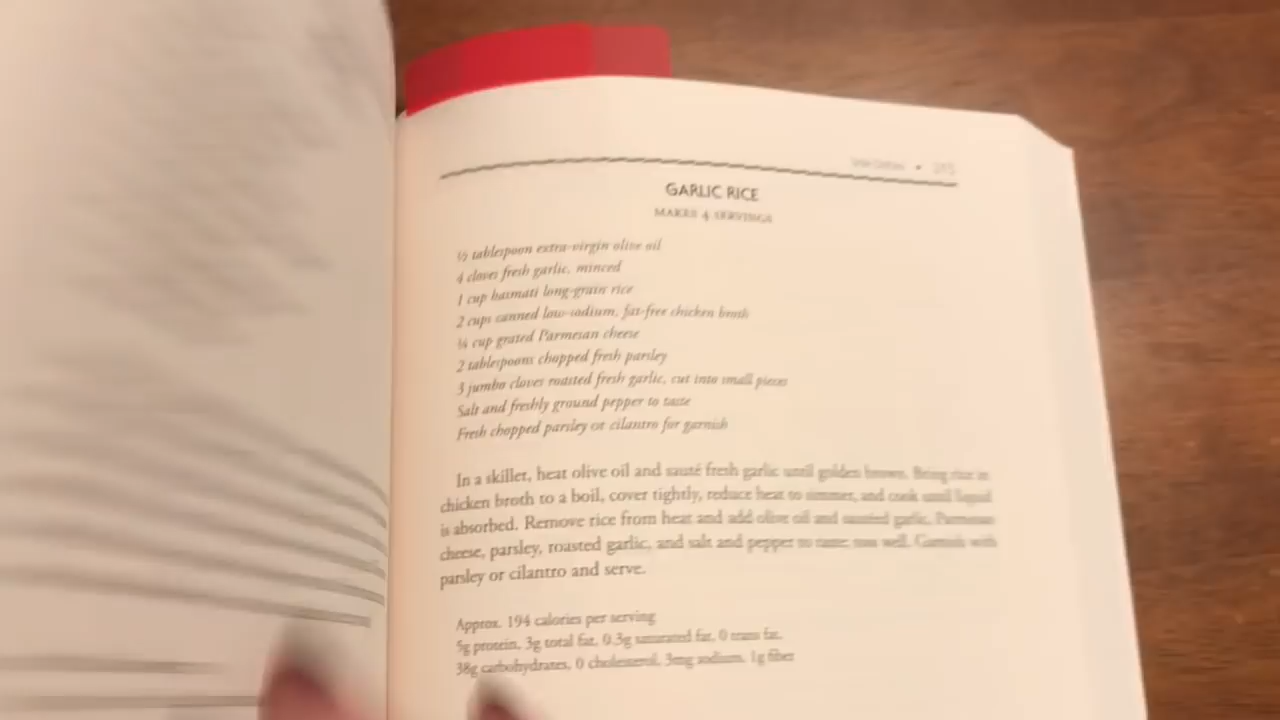 GARLIC RICE
MAKES 4 SERVINGS
½ tablespoon extra-virgin olive oil
4 cloves fresh garlic, minced
1 cup basmati long-grain rice
2 cups canned low-sodium, fat-free chicken broth
¼ cup grated Parmesan cheese
2 tablespoons chopped fresh parsley
3 jumbo cloves roasted fresh garlic, cut into small pieces
Salt and freshly ground pepper to taste
Fresh chopped parsley or cilantro for garnish
In a skillet, heat olive oil and sauté fresh garlic until golden brown. Bring rice in
chicken broth to a boil, cover tightly, reduce heat to simmer, and cook until liquid
is absorbed. Remove rice from heat and add olive oil and sautéed garlic, Parmesan
cheese, parsley, roasted garlic, and salt and pepper to taste; toss well. Garnish with
parsley or cilantro and serve.
Approx. 194 calories per serving
5g protein, 3g total fat, 0.3g saturated fat, 0 trans fat,
38g carbohydrates, 0 cholesterol, 3mg sodium, 1g fiber